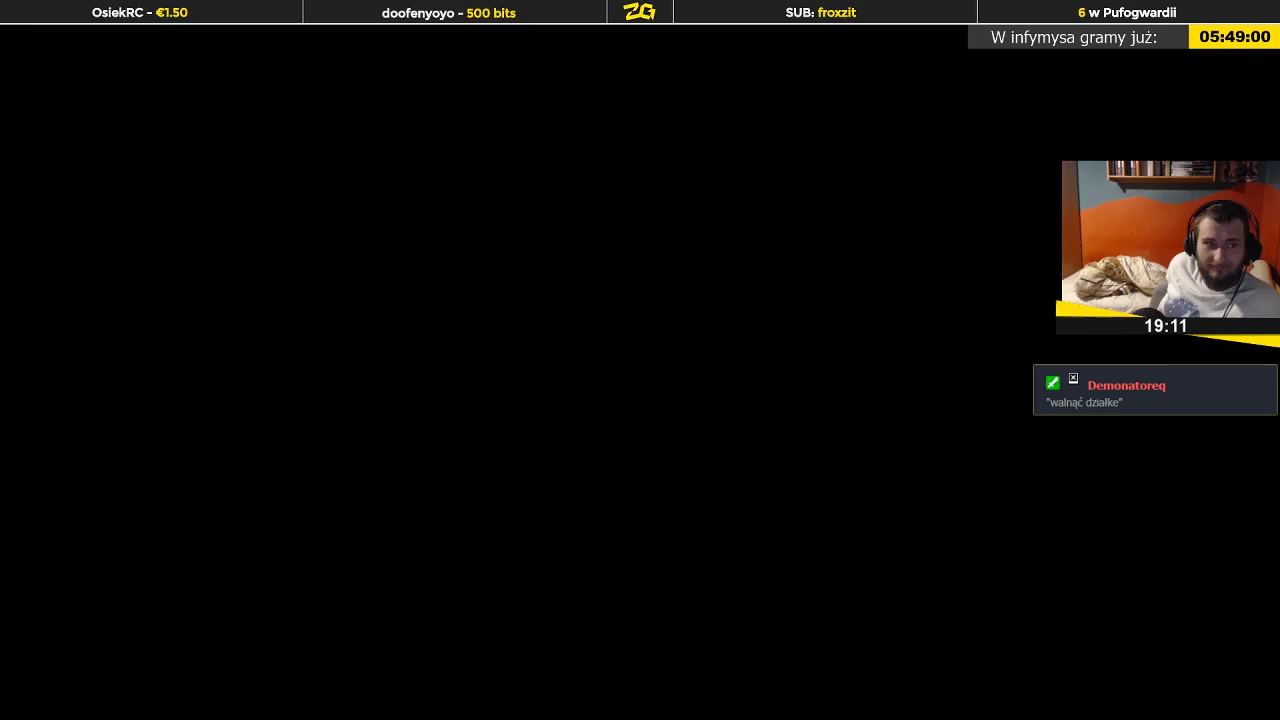 OsiekRC - €1.50
doofenyoyo - 500 bits
ZG
SUB: froxzit
6 w Pufogwardii
W infymysa gramy już:
05:49:00
19:11
Demonatoreq
"walnąć działke"